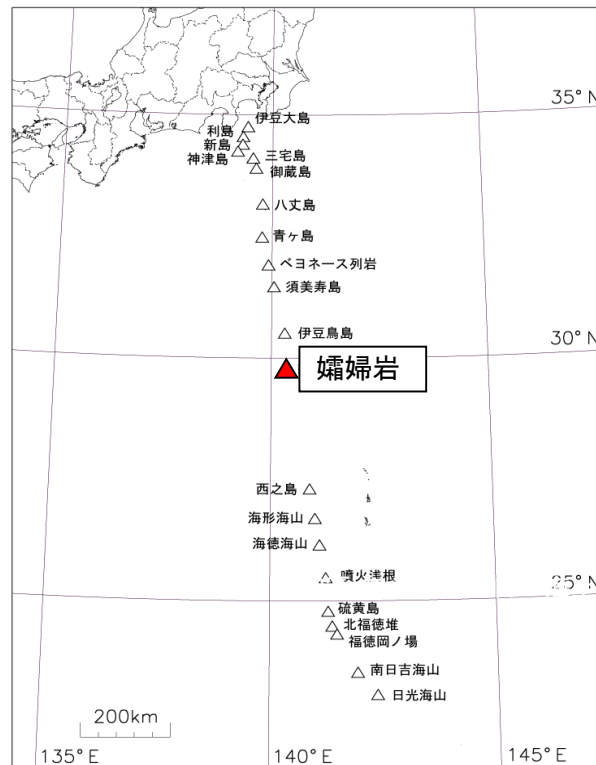 35°N
伊豆大島
利島
新島
神津島
三宅島
御蔵島
八丈島
青ヶ島
ベヨネース列岩
須美寿島
伊豆鳥島
30°N
孀婦岩
西之島
海形海山
海徳海山
噴火浅根
25°N
硫黄島
北福徳堆
福徳岡ノ場
南日吉海山
日光海山
200km
135°E
140°E
145°E